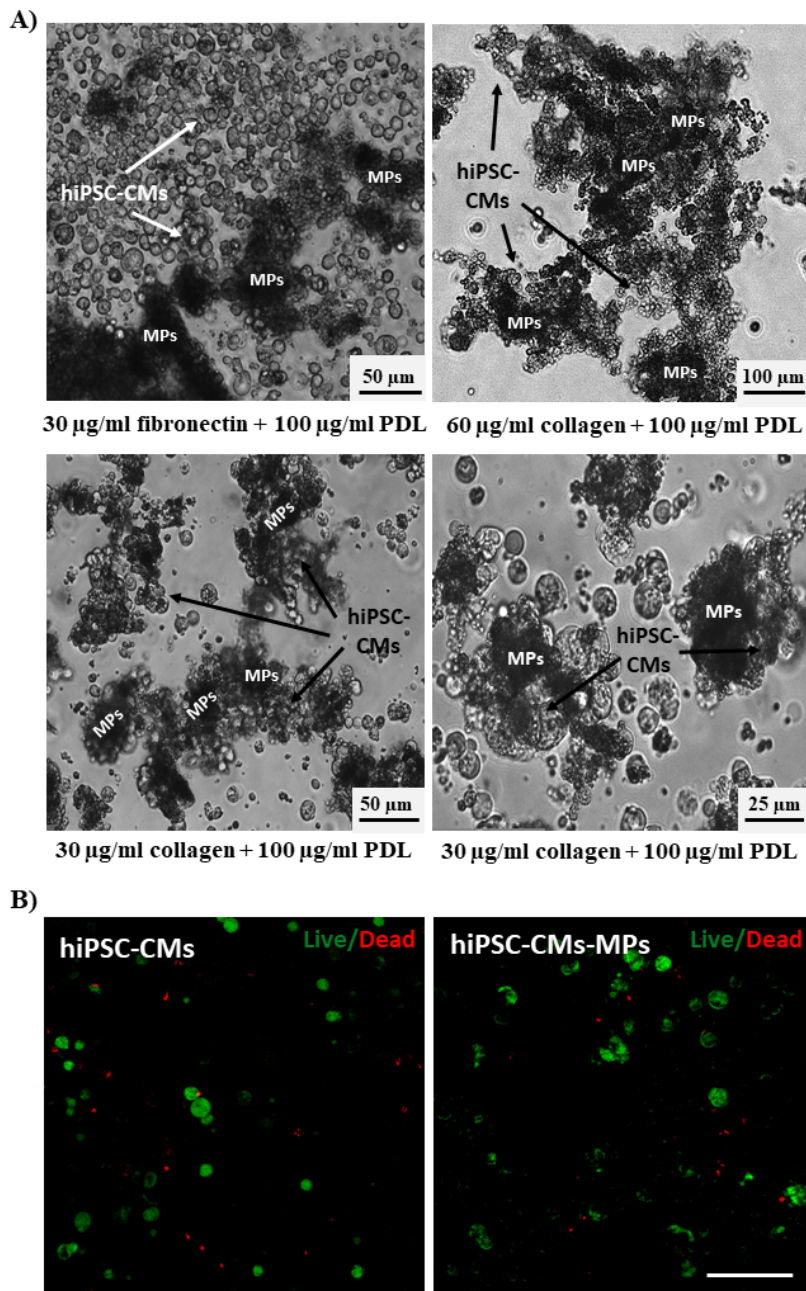 A)
hiPSC-CMs
MPs
MPs
MPs
50 µm
30 µg/ml fibronectin + 100 µg/ml PDL
hiPSC-
CMs
MPs
MPs
MPs
MPs
100 µm
60 µg/ml collagen + 100 µg/ml PDL
MPs
hiPSC-
CMs
MPs
MPs
MPs
50 µm
30 µg/ml collagen + 100 µg/ml PDL
MPs
hiPSC-
CMs
MPs
25 µm
30 µg/ml collagen + 100 µg/ml PDL
B)
hiPSC-CMs
Live/Dead
hiPSC-CMs-MPs
Live/Dead